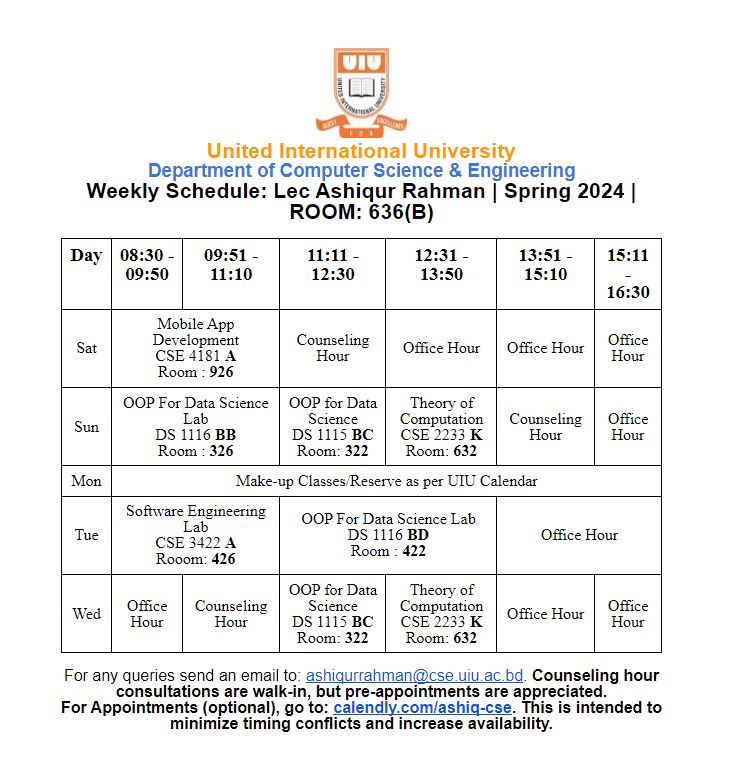 UIU
UNITED INTERNATIONAL UNIVERSITY
QUEST FOR EXCELLENCE
United International University
Department of Computer Science & Engineering
Weekly Schedule: Lec Ashiqur Rahman | Spring 2024 |
ROOM: 636(B)
Day
08:30 -
09:50
09:51 -
11:10
11:11 -
12:30
12:31 -
13:50
13:51 -
15:10
15:11
-
16:30
Sat
Mobile App
Development
CSE 4181 A
Room : 926
Counseling
Hour
Office Hour
Office Hour
Office
Hour
Sun
OOP For Data Science
Lab
DS 1116 BB
Room : 326
OOP for Data
Science
DS 1115 BC
Room: 322
Theory of
Computation
CSE 2233 K
Room: 632
Counseling
Hour
Office
Hour
Mon
Make-up Classes/Reserve as per UIU Calendar
Tue
Software Engineering
Lab
CSE 3422 A
Rooom: 426
OOP For Data Science Lab
DS 1116 BD
Room : 422
Office Hour
Wed
Office
Hour
Counseling
Hour
OOP for Data
Science
DS 1115 BC
Room: 322
Theory of
Computation
CSE 2233 K
Room: 632
Office Hour
Office
Hour
For any queries send an email to: ashiqurrahman@cse.uiu.ac.bd. Counseling hour
consultations are walk-in, but pre-appointments are appreciated.
For Appointments (optional), go to: calendly.com/ashiq-cse. This is intended to
minimize timing conflicts and increase availability.